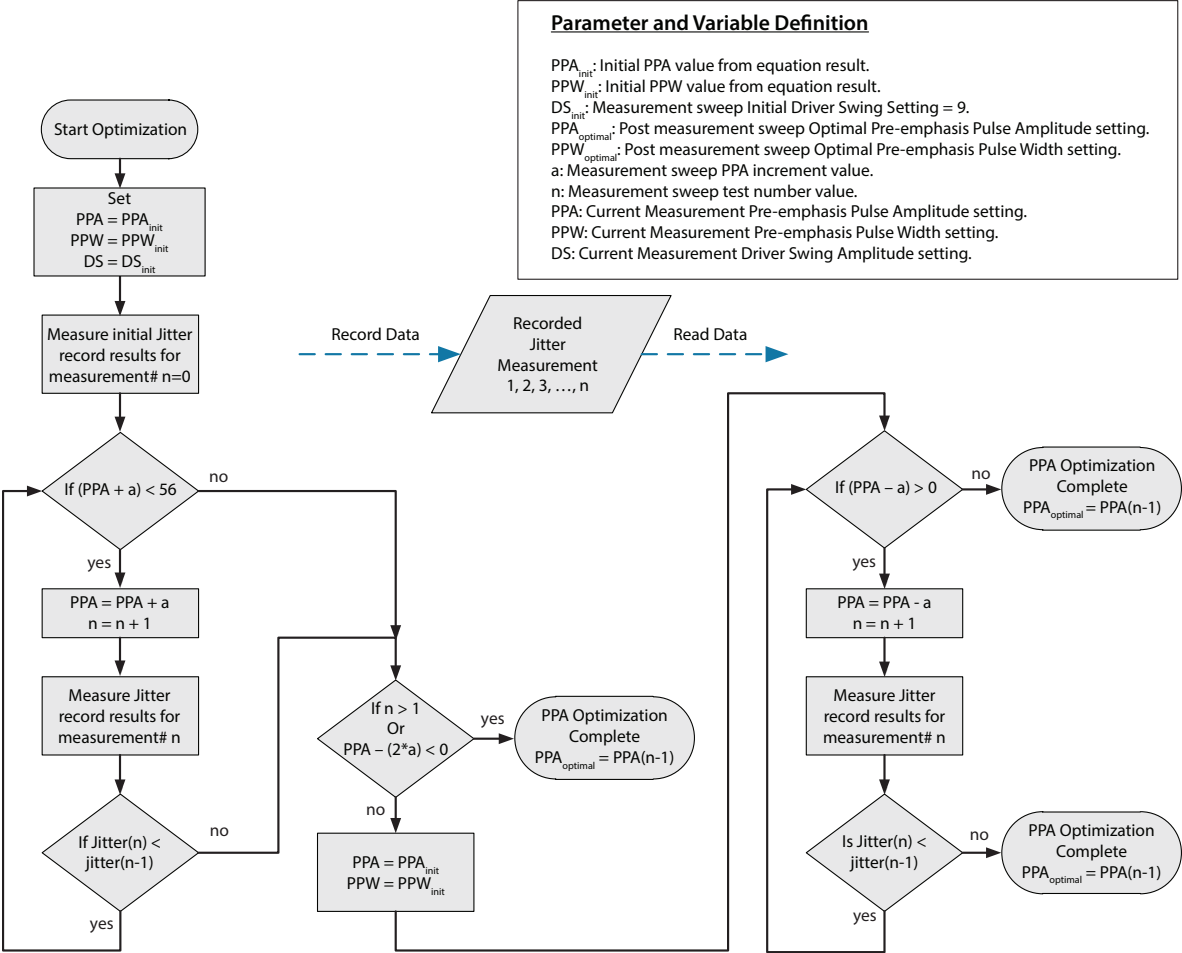 Parameter and Variable Definition
PPAinit: Initial PPA value from equation result.
PPWinit: Initial PPW value from equation result.
DSinit: Measurement sweep Initial Driver Swing Setting = 9.
PPAoptimal: Post measurement sweep Optimal Pre-emphasis Pulse Amplitude setting.
PPWoptimal: Post measurement sweep Optimal Pre-emphasis Pulse Width setting.
a: Measurement sweep PPA increment value.
n: Measurement sweep test number value.
PPA: Current Measurement Pre-emphasis Pulse Amplitude setting.
PPW: Current Measurement Pre-emphasis Pulse Width setting.
DS: Current Measurement Driver Swing Amplitude setting.
Start Optimization
Set
PPA = PPAinit
PPW = PPWinit
DS = DSinit
Measure initial Jitter
record results for
measurement# n=0
Record Data
Recorded
Jitter
Measurement
1, 2, 3, …, n
Read Data
If (PPA + a) < 56
no
yes
PPA = PPA + a
n = n + 1
Measure Jitter
record results for
measurement# n
If Jitter(n) <
jitter(n-1)
no
yes
If n > 1
Or
PPA – (2*a) < 0
yes
PPA Optimization
Complete
PPAoptimal = PPA(n-1)
no
PPA = PPAinit
PPW = PPWinit
If (PPA – a) > 0
no
PPA Optimization
Complete
PPAoptimal = PPA(n-1)
yes
PPA = PPA - a
n = n + 1
Measure Jitter
record results for
measurement# n
Is Jitter(n) <
jitter(n-1)
no
PPA Optimization
Complete
PPAoptimal = PPA(n-1)
yes